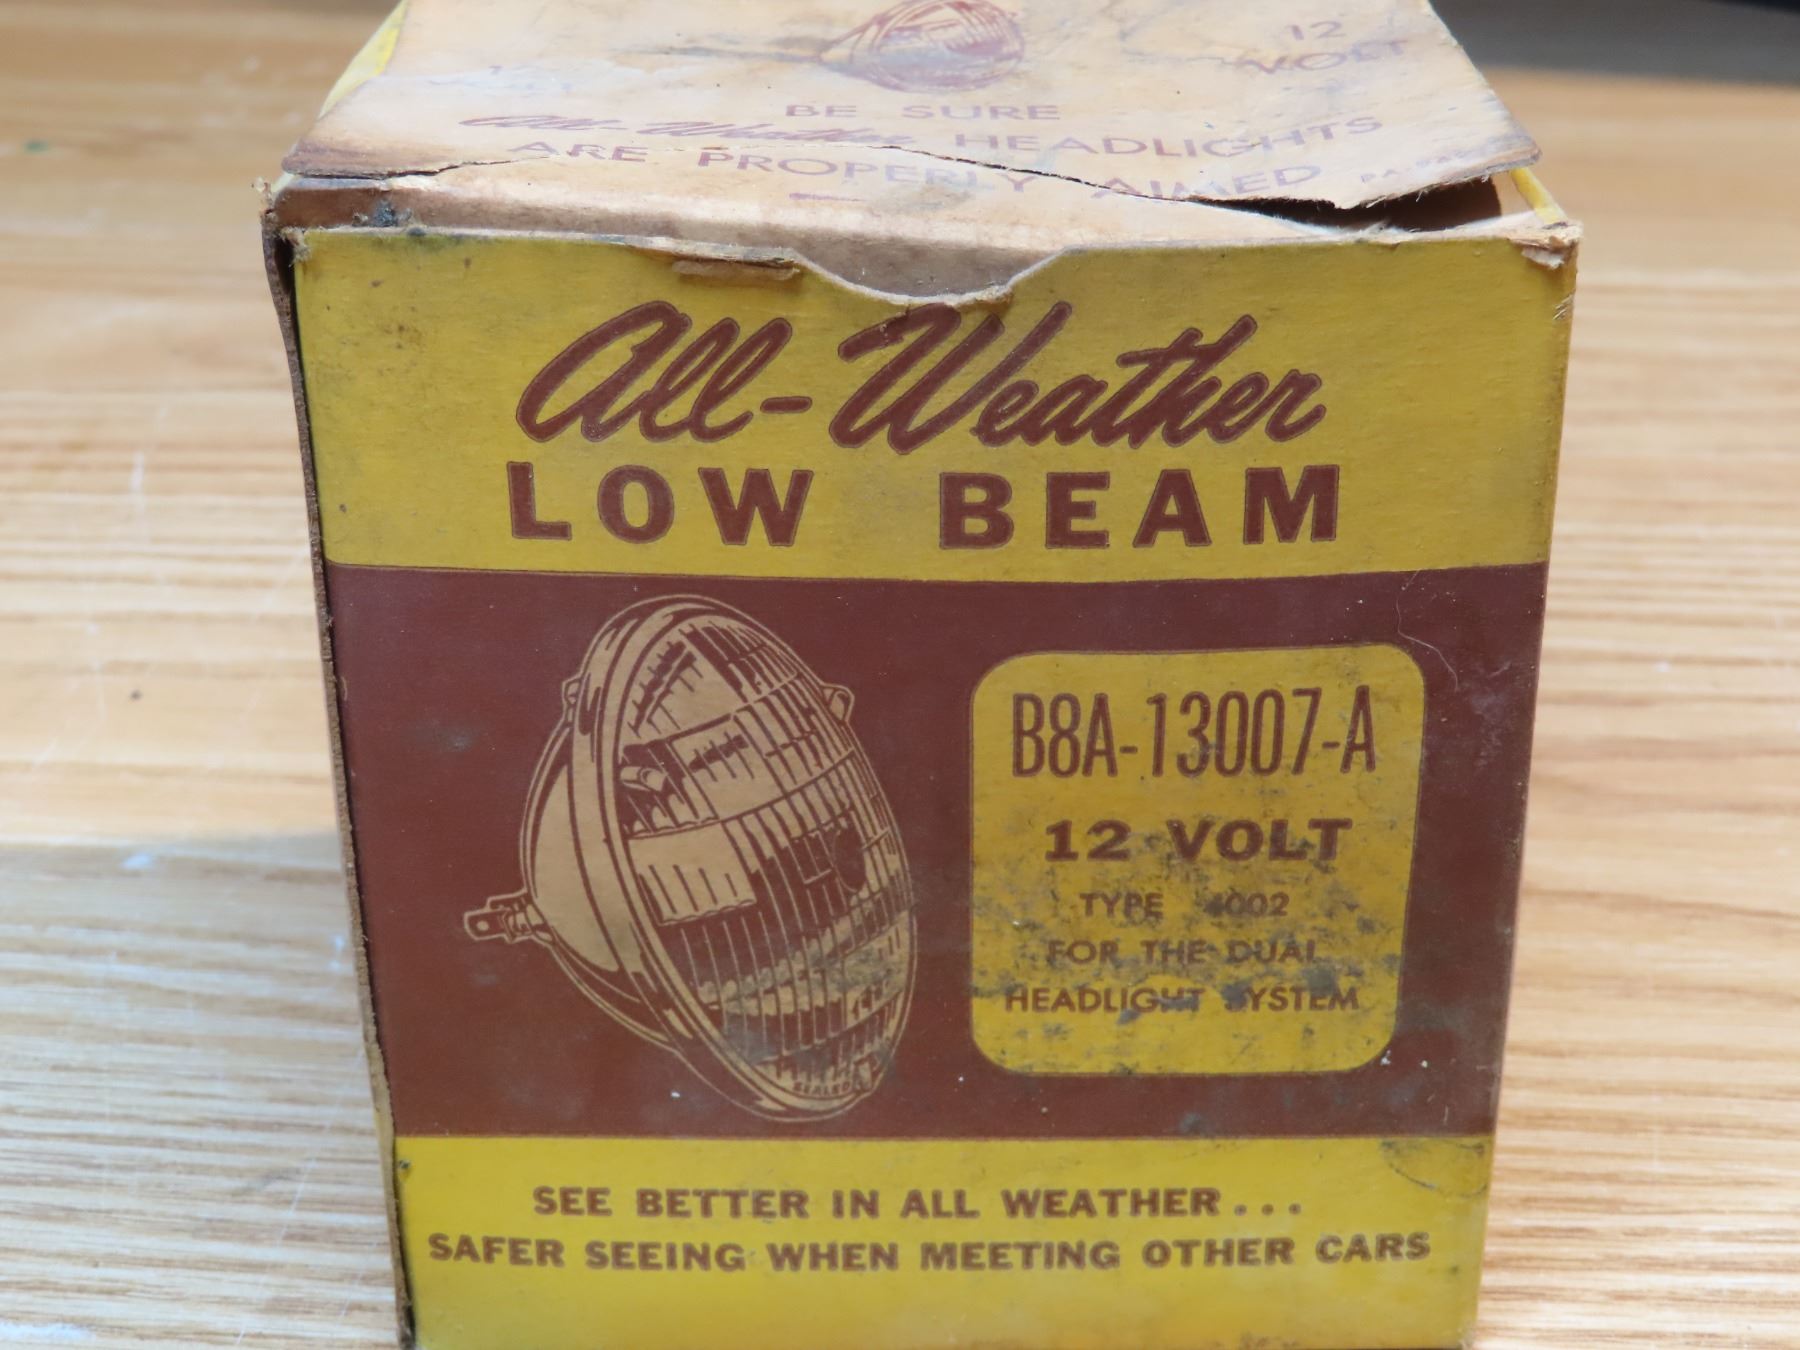 12
VOLT
BE SURE
All-Weather HEADLIGHTS
ARE PROPERLY AIMED
All-Weather
LOW BEAM
B8A-13007-A
12 VOLT
TYPE 4002
FOR THE DUAL
HEADLIGHT SYSTEM
SEALED
SEE BETTER IN ALL WEATHER...
SAFER SEEING WHEN MEETING OTHER CARS